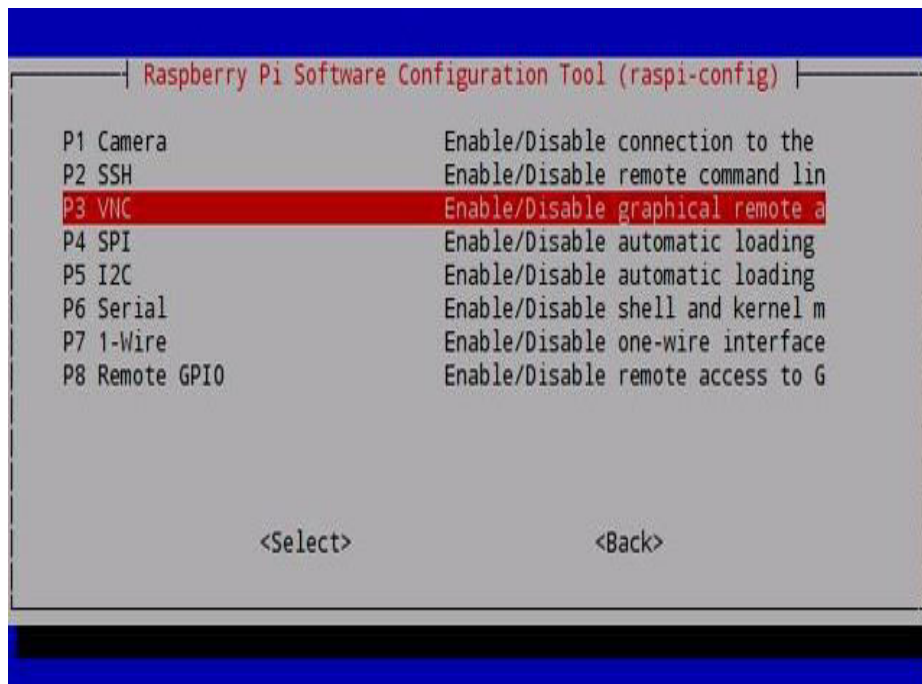 Raspberry Pi Software Configuration Tool (raspi-config)
P1 Camera Enable/Disable connection to the
P2 SSH Enable/Disable remote command lin
P3 VNC Enable/Disable graphical remote a
P4 SPI Enable/Disable automatic loading
P5 I2C Enable/Disable automatic loading
P6 Serial Enable/Disable shell and kernel m
P7 1-Wire Enable/Disable one-wire interface
P8 Remote GPIO Enable/Disable remote access to G
<Select> <Back>